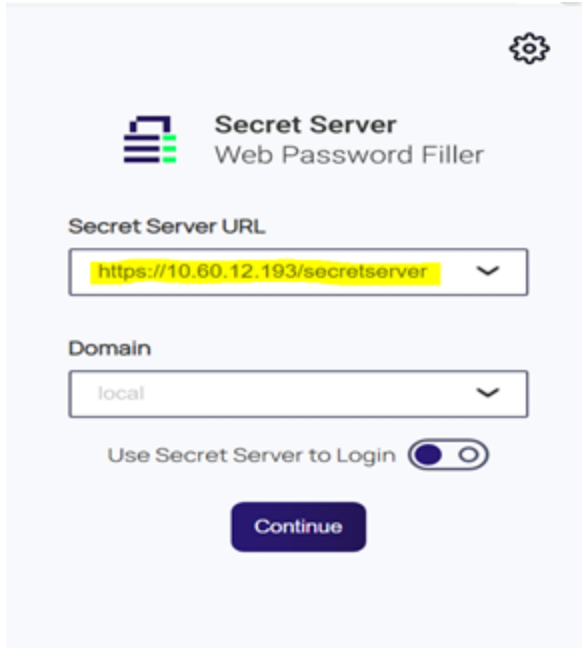 Secret Server
Web Password Filler
Secret Server URL
https://10.60.12.193/secretserver
Domain
local
Use Secret Server to Login
Continue